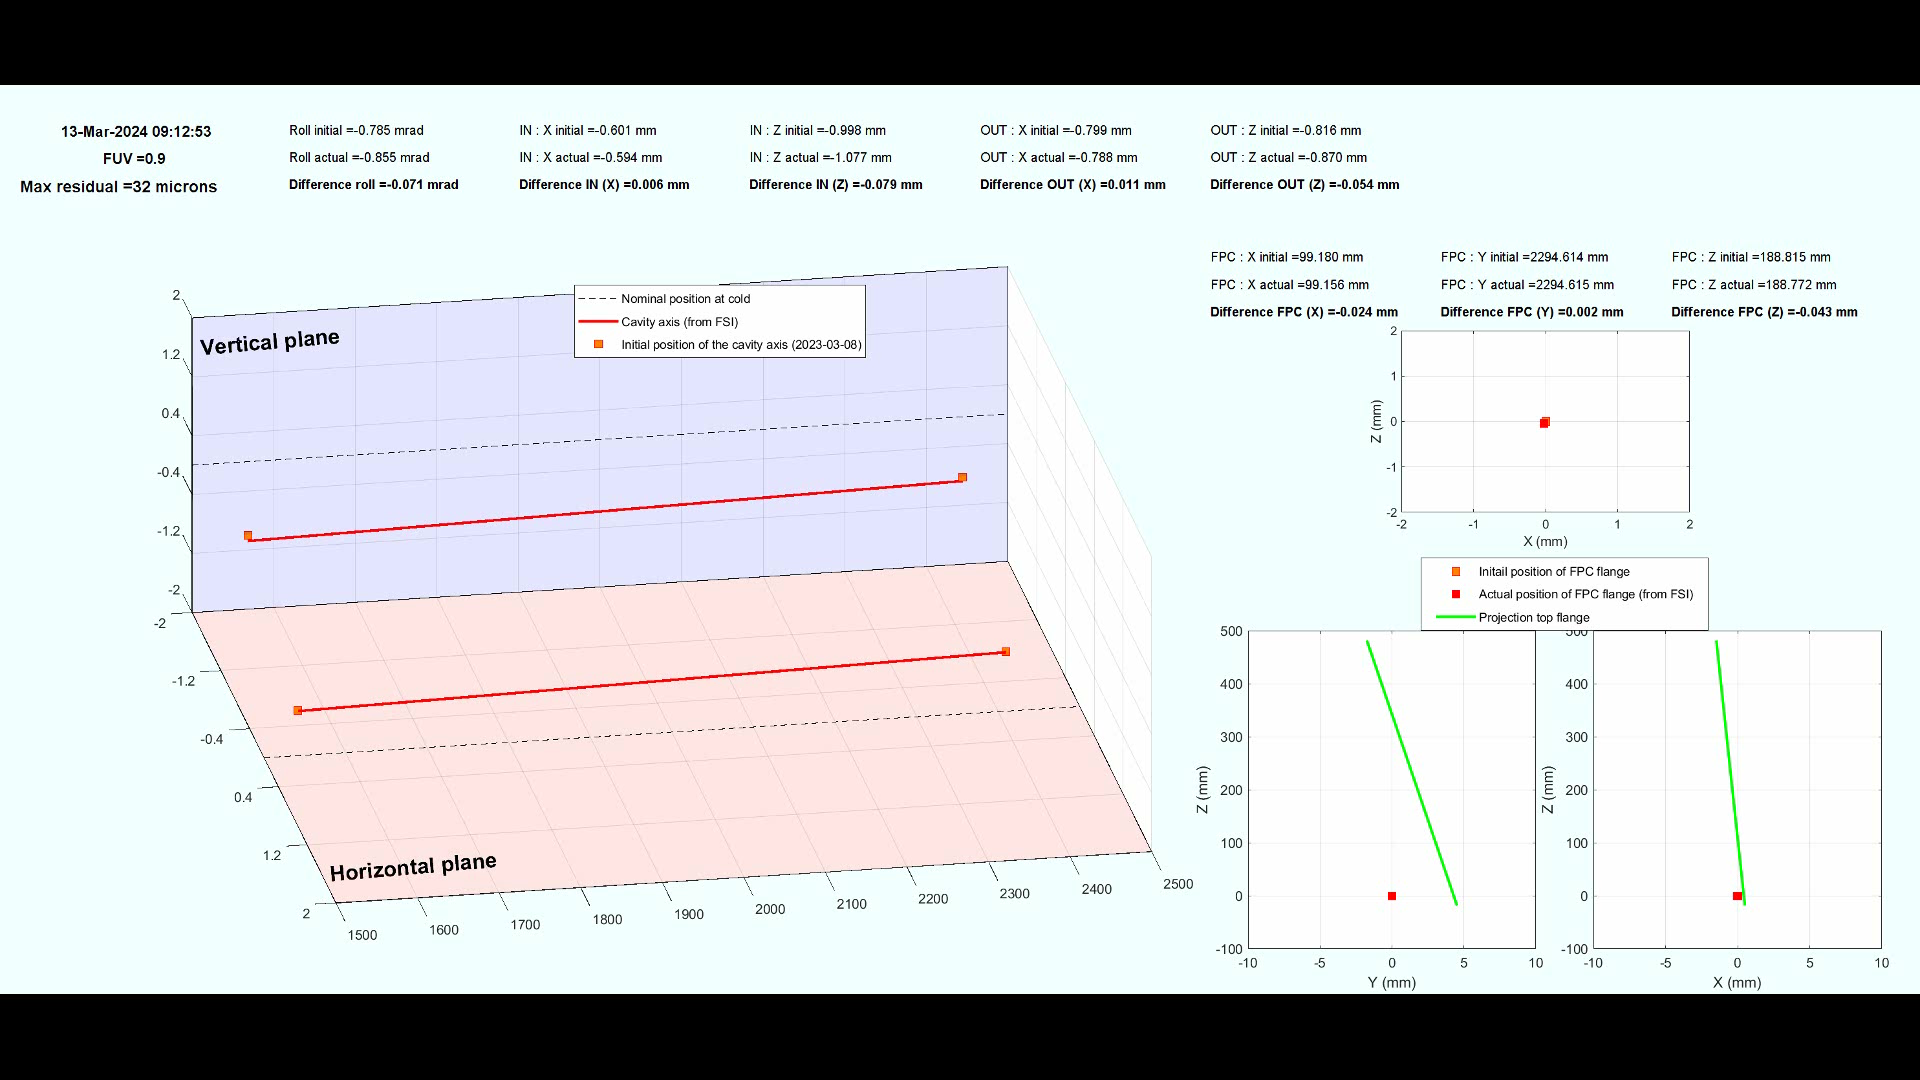 13-Mar-2024 09:12:53
FUV =0.9
Max residual =32 microns
Roll initial =-0.785 mrad
Roll actual =-0.855 mrad
Difference roll =-0.071 mrad
IN : X initial =-0.601 mm
IN : X actual =-0.594 mm
Difference IN (X) =0.006 mm
IN : Z initial =-0.998 mm
IN : Z actual =-1.077 mm
Difference IN (Z) =-0.079 mm
OUT : X initial =-0.799 mm
OUT : X actual =-0.788 mm
Difference OUT (X) =0.011 mm
OUT : Z initial =-0.816 mm
OUT : Z actual =-0.870 mm
Difference OUT (Z) =-0.054 mm
FPC : X initial =99.180 mm
FPC : X actual =99.156 mm
Difference FPC (X) =-0.024 mm
FPC : Y initial =2294.614 mm
FPC : Y actual =2294.615 mm
Difference FPC (Y) =0.002 mm
FPC : Z initial =188.815 mm
FPC : Z actual =188.772 mm
Difference FPC (Z) =-0.043 mm
Vertical plane
Nominal position at cold
Cavity axis (from FSI)
Initial position of the cavity axis (2023-03-08)
2
1.2
0.4
-0.4
-1.2
-2
-2
-1.2
-0.4
0.4
1.2
2
Horizontal plane
1500
1600
1700
1800
1900
2000
2100
2200
2300
2400
2500
2
1
0
-1
-2
Z (mm)
-2
-1
0
1
2
X (mm)
Initail position of FPC flange
Actual position of FPC flange (from FSI)
Projection top flange
500
400
300
200
100
0
-100
Z (mm)
-10
-5
0
5
10
Y (mm)
500
400
300
200
100
0
-100
Z (mm)
-10
-5
0
5
10
X (mm)